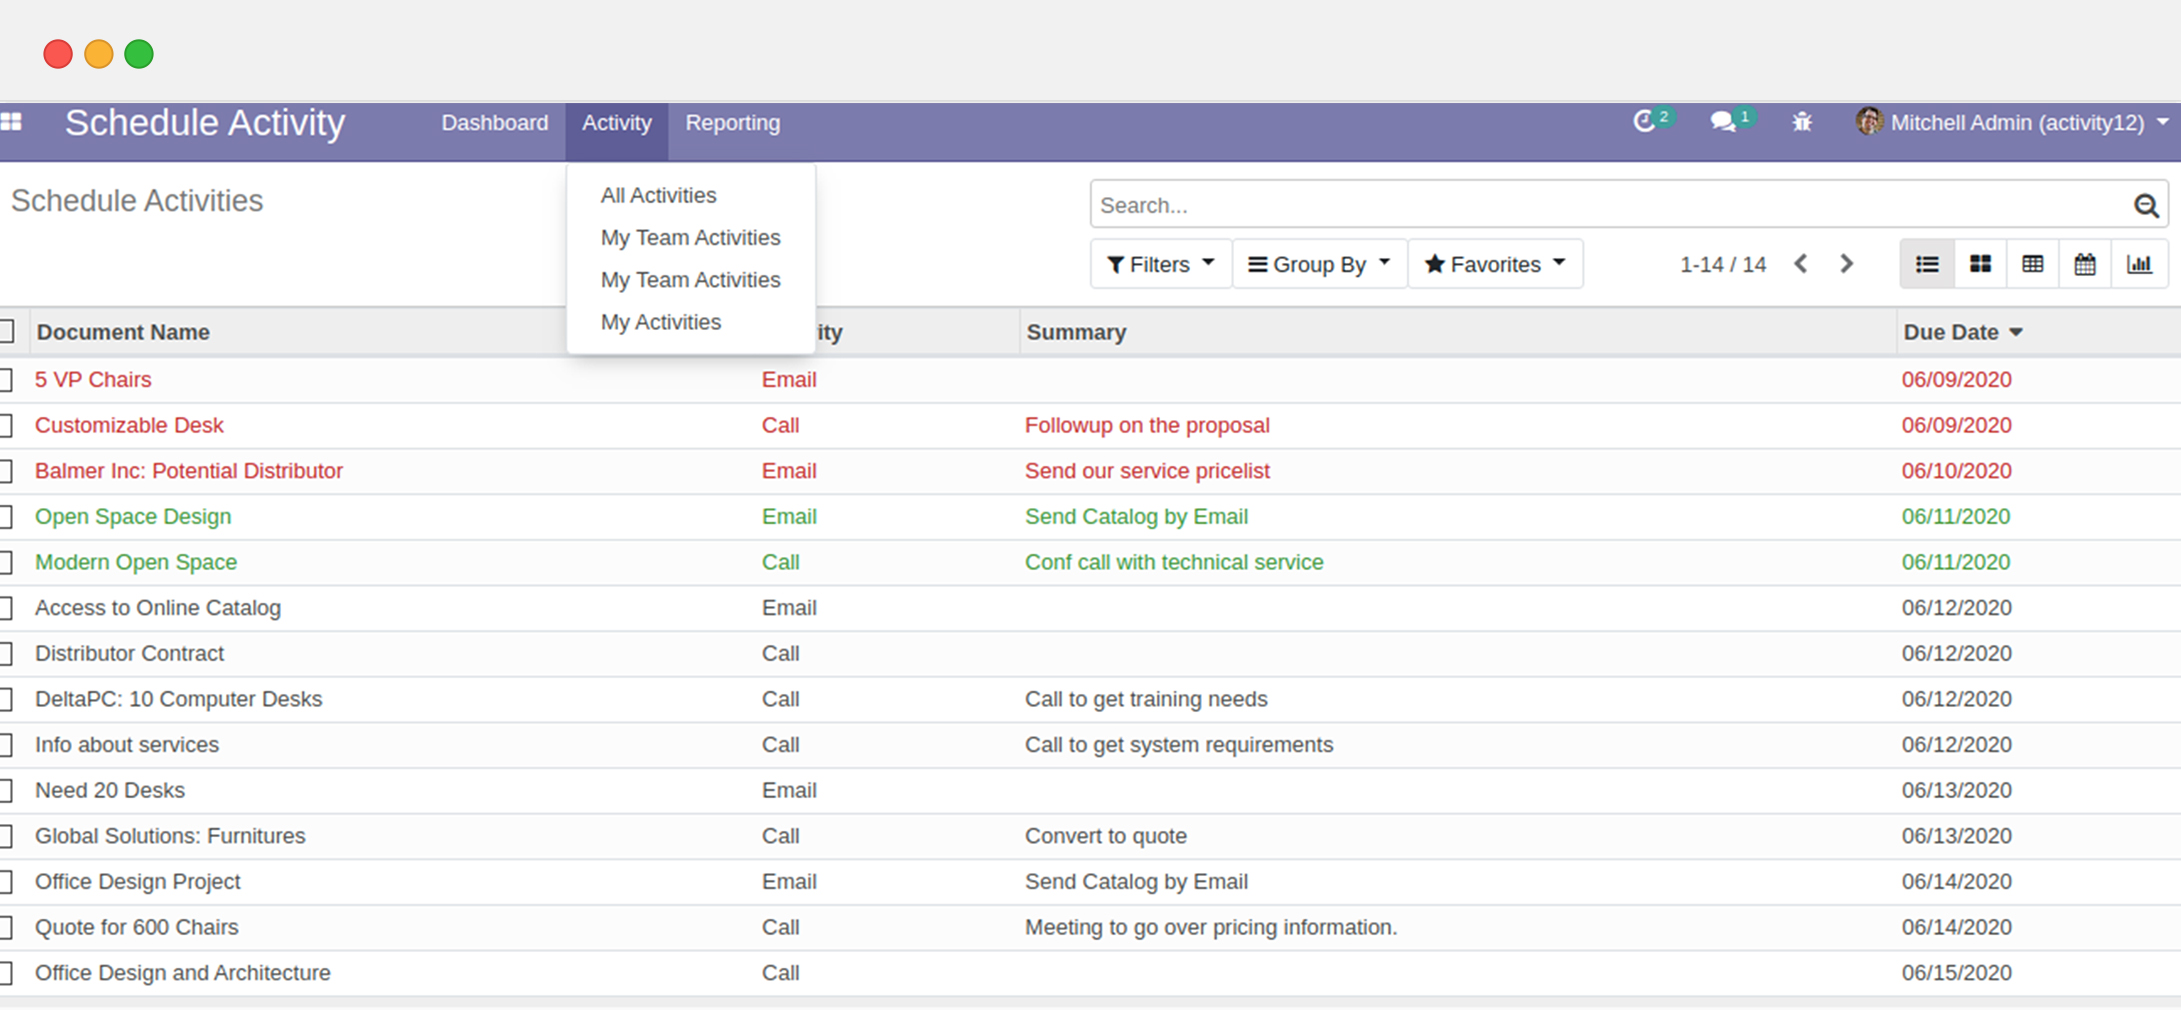 Schedule Activity Dashboard Activity Reporting 2 1 Mitchell Admin (activity12)
Schedule Activities
All Activities
My Team Activities
My Team Activities
My Activities
Search...
Filters Group By Favorites 1-14 / 14
Document Name ity Summary Due Date
5 VP Chairs Email 06/09/2020
Customizable Desk Call Followup on the proposal 06/09/2020
Balmer Inc: Potential Distributor Email Send our service pricelist 06/10/2020
Open Space Design Email Send Catalog by Email 06/11/2020
Modern Open Space Call Conf call with technical service 06/11/2020
Access to Online Catalog Email 06/12/2020
Distributor Contract Call 06/12/2020
DeltaPC: 10 Computer Desks Call Call to get training needs 06/12/2020
Info about services Call Call to get system requirements 06/12/2020
Need 20 Desks Email 06/13/2020
Global Solutions: Furnitures Call Convert to quote 06/13/2020
Office Design Project Email Send Catalog by Email 06/14/2020
Quote for 600 Chairs Call Meeting to go over pricing information. 06/14/2020
Office Design and Architecture Call 06/15/2020